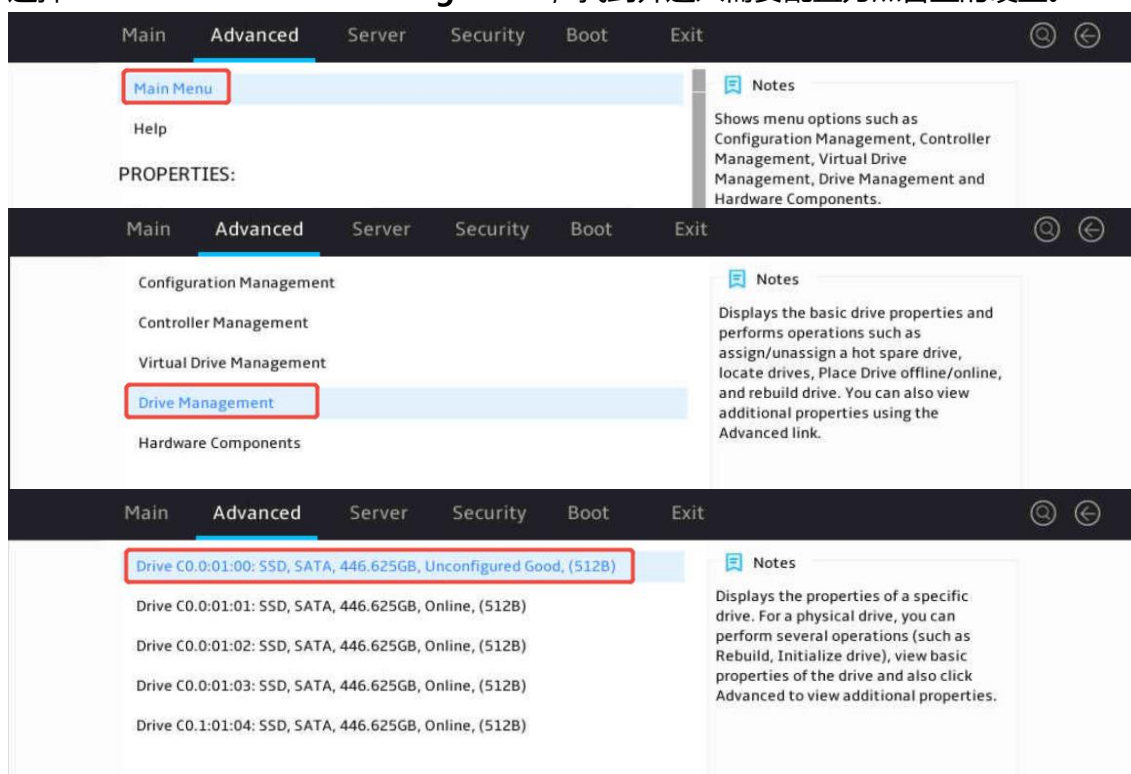 Main Advanced Server Security Boot Exit
Main Menu
Help
PROPERTIES:
Notes
Shows menu options such as
Configuration Management, Controller
Management, Virtual Drive
Management, Drive Management and
Hardware Components.
Main Advanced Server Security Boot Exit
Configuration Management
Controller Management
Virtual Drive Management
Drive Management
Hardware Components
Notes
Displays the basic drive properties and
performs operations such as
assign/unassign a hot spare drive,
locate drives, Place Drive offline/online,
and rebuild drive. You can also view
additional properties using the
Advanced link.
Main Advanced Server Security Boot Exit
Drive C0.0:01:00: SSD, SATA, 446.625GB, Unconfigured Good, (512B)
Drive C0.0:01:01: SSD, SATA, 446.625GB, Online, (512B)
Drive C0.0:01:02: SSD, SATA, 446.625GB, Online, (512B)
Drive C0.0:01:03: SSD, SATA, 446.625GB, Online, (512B)
Drive C0.1:01:04: SSD, SATA, 446.625GB, Online, (512B)
Notes
Displays the properties of a specific
drive. For a physical drive, you can
perform several operations (such as
Rebuild, Initialize drive), view basic
properties of the drive and also click
Advanced to view additional properties.